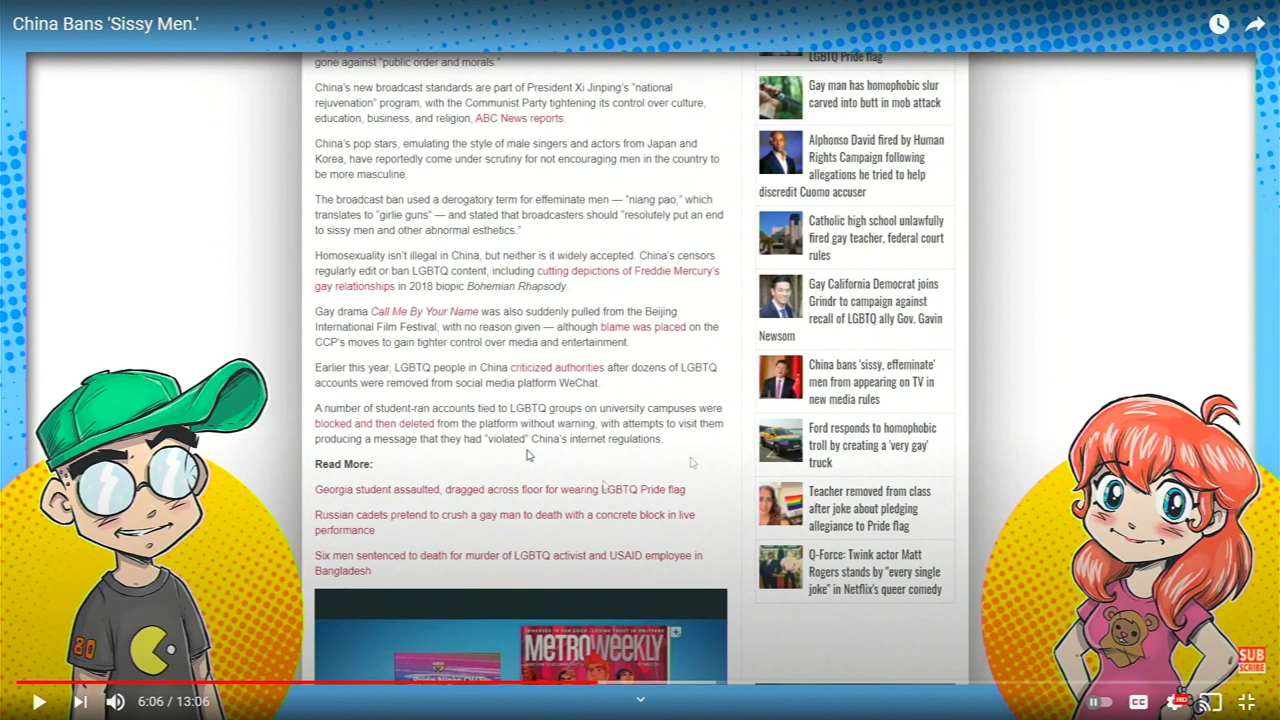 China Bans 'Sissy Men.'
gone against "public order and morals."
China's new broadcast standards are part of President Xi Jinping's "national
rejuvenation" program, with the Communist Party tightening its control over culture,
education, business, and religion, ABC News reports.
China's pop stars, emulating the style of male singers and actors from Japan and
Korea, have reportedly come under scrutiny for not encouraging men in the country to
be more masculine.
The broadcast ban used a derogatory term for effeminate men — "niang pao," which
translates to "girlie guns" — and stated that broadcasters should "resolutely put an end
to sissy men and other abnormal esthetics."
Homosexuality isn't illegal in China, but neither is it widely accepted. China's censors
regularly edit or ban LGBTQ content, including cutting depictions of Freddie Mercury's
gay relationships in 2018 biopic Bohemian Rhapsody.
Gay drama Call Me By Your Name was also suddenly pulled from the Beijing
International Film Festival, with no reason given — although blame was placed on the
CCP's moves to gain tighter control over media and entertainment.
Earlier this year, LGBTQ people in China criticized authorities after dozens of LGBTQ
accounts were removed from social media platform WeChat.
A number of student-ran accounts tied to LGBTQ groups on university campuses were
blocked and then deleted from the platform without warning, with attempts to visit them
producing a message that they had "violated" China's internet regulations.
Read More:
Georgia student assaulted, dragged across floor for wearing LGBTQ Pride flag
Russian cadets pretend to crush a gay man to death with a concrete block in live
performance
Six men sentenced to death for murder of LGBTQ activist and USAID employee in
Bangladesh
METROWEEKLY
LGBTQ Pride flag
Gay man has homophobic slur
carved into butt in mob attack
Alphonso David fired by Human
Rights Campaign following
allegations he tried to help
discredit Cuomo accuser
Catholic high school unlawfully
fired gay teacher, federal court
rules
Gay California Democrat joins
Grindr to campaign against
recall of LGBTQ ally Gov. Gavin
Newsom
China bans 'sissy, effeminate'
men from appearing on TV in
new media rules
Ford responds to homophobic
troll by creating a 'very gay'
truck
Teacher removed from class
after joke about pledging
allegiance to Pride flag
Q-Force: Twink actor Matt
Rogers stands by "every single
joke" in Netflix's queer comedy
80
SUB
SCRIBE
6:06 / 13:06
CC
HD